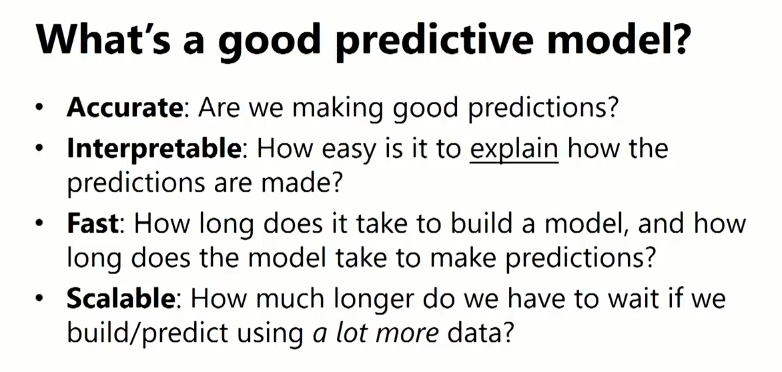 What's a good predictive model?
• Accurate: Are we making good predictions?
• Interpretable: How easy is it to explain how the
predictions are made?
• Fast: How long does it take to build a model, and how
long does the model take to make predictions?
• Scalable: How much longer do we have to wait if we
build/predict using a lot more data?